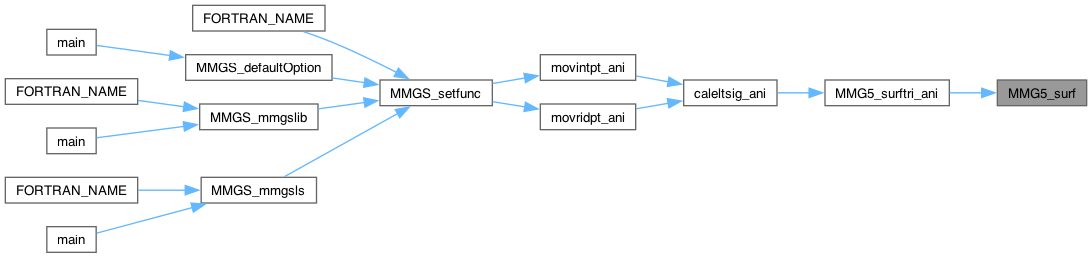 FORTRAN_NAME
main
MMGS_defaultOption
FORTRAN_NAME
MMGS_mmgslib
main
FORTRAN_NAME
MMGS_mmgsls
main
MMGS_setfunc
movintpt_ani
movridpt_ani
caleltsig_ani
MMG5_surftri_ani
MMG5_surf